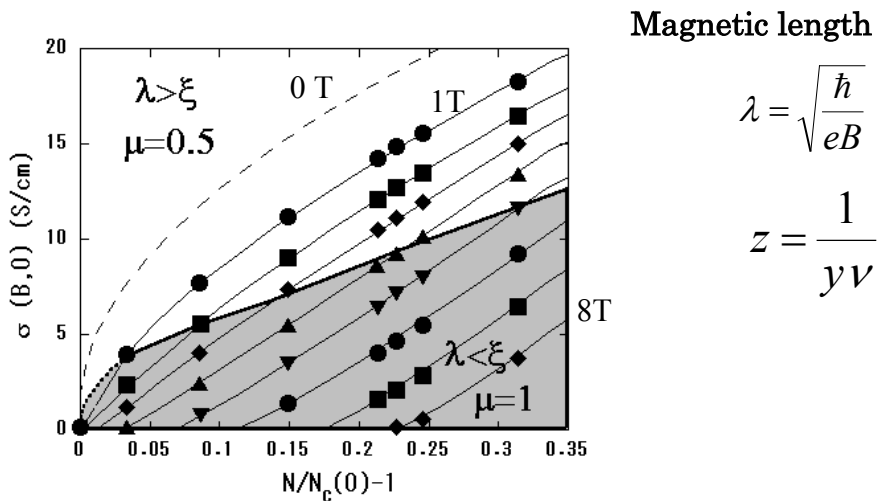 Magnetic length
λ = √(ħ/eB)
z = 1/yν
σ (B,0) (S/cm)
20
15
10
5
0
λ>ξ
μ=0.5
0 T
1T
8T
λ<ξ
μ=1
0 0.05 0.1 0.15 0.2 0.25 0.3 0.35
N/N_c(0)-1